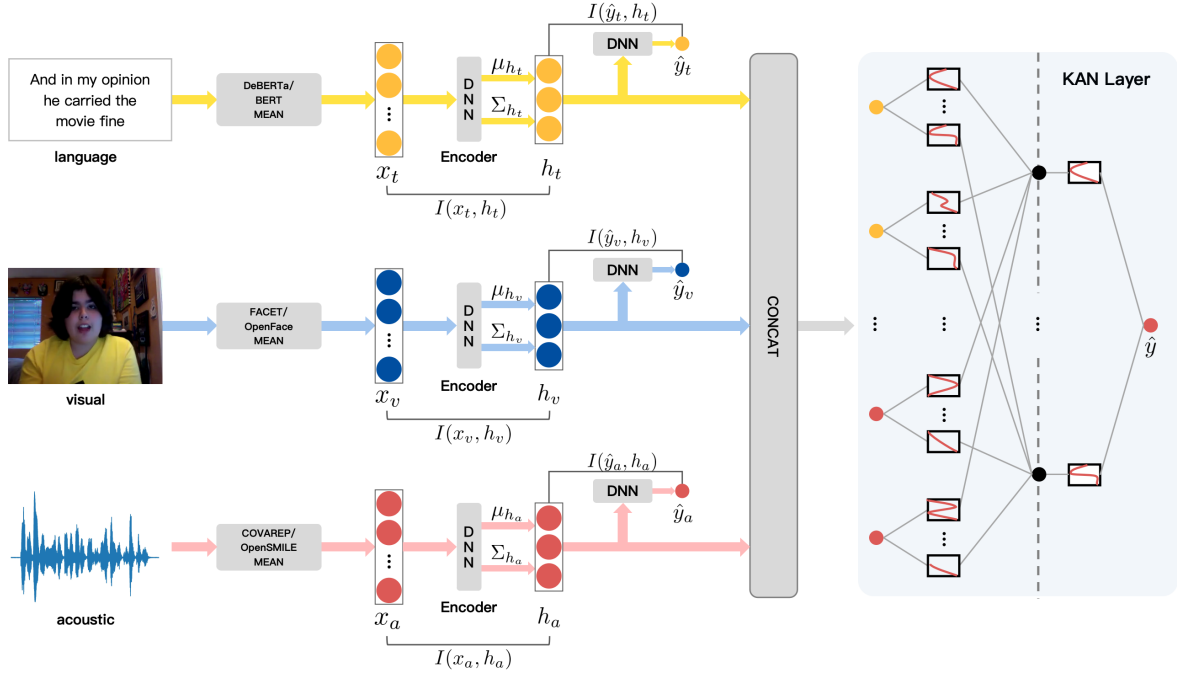 And in my opinion
he carried the
movie fine
language
DeBERTa/
BERT
MEAN
x_t
D
N
N
Encoder
μ_{h_t}
Σ_{h_t}
h_t
I(x_t, h_t)
I(ŷ_t, h_t)
DNN
ŷ_t
visual
FACET/
OpenFace
MEAN
x_v
D
N
N
Encoder
μ_{h_v}
Σ_{h_v}
h_v
I(x_v, h_v)
I(ŷ_v, h_v)
DNN
ŷ_v
acoustic
COVAREP/
OpenSMILE
MEAN
x_a
D
N
N
Encoder
μ_{h_a}
Σ_{h_a}
h_a
I(x_a, h_a)
I(ŷ_a, h_a)
DNN
ŷ_a
CONCAT
KAN Layer
ŷ